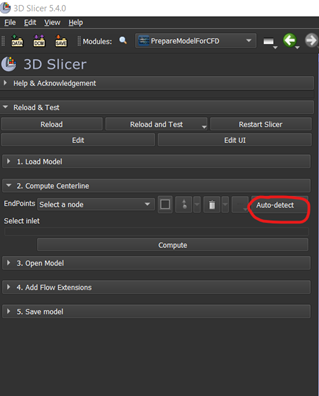 3D Slicer 5.4.0
File Edit View Help
DATA DCM SAVE Modules: PrepareModelForCFD
3D Slicer
Help & Acknowledgement
Reload & Test
Reload Reload and Test Restart Slicer
Edit Edit UI
1. Load Model
2. Compute Centerline
EndPoints Select a node Auto-detect
Select inlet
Compute
3. Open Model
4. Add Flow Extensions
5. Save model